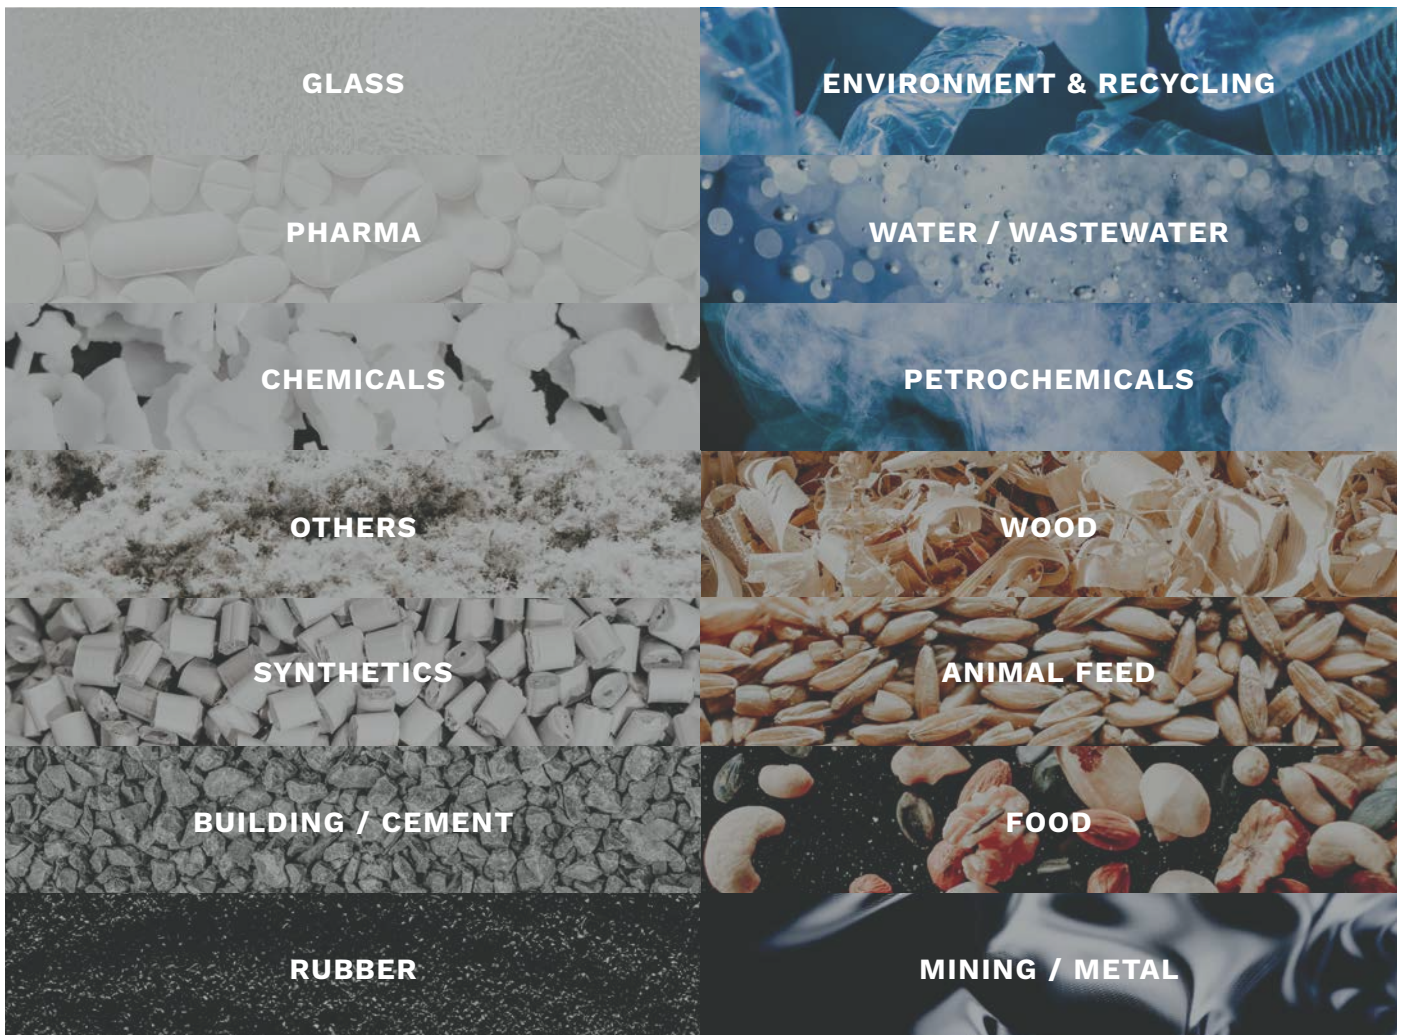 GLASS
ENVIRONMENT & RECYCLING
PHARMA
WATER / WASTEWATER
CHEMICALS
PETROCHEMICALS
OTHERS
WOOD
SYNTHETICS
ANIMAL FEED
BUILDING / CEMENT
FOOD
RUBBER
MINING / METAL